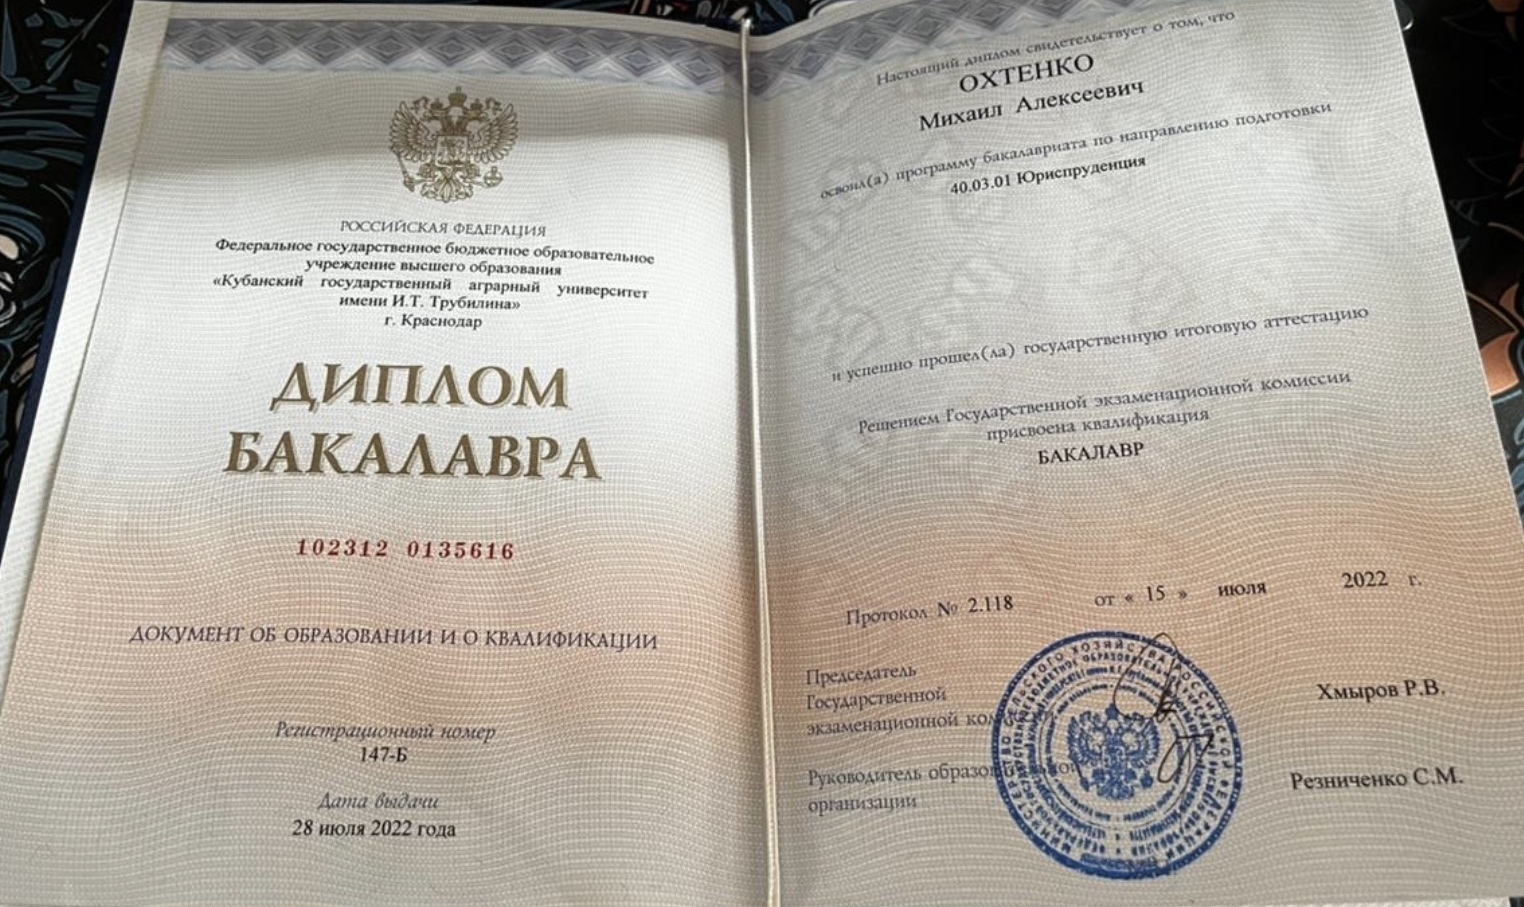 РОССИЙСКАЯ ФЕДЕРАЦИЯ
Федеральное государственное бюджетное образовательное
учреждение высшего образования
«Кубанский государственный аграрный университет
имени И.Т. Трубилина»
г. Краснодар
ДИПЛОМ
БАКАЛАВРА
102312 0135616
ДОКУМЕНТ ОБ ОБРАЗОВАНИИ И О КВАЛИФИКАЦИИ
Регистрационный номер
147-Б
Дата выдачи
28 июля 2022 года
Настоящий диплом свидетельствует о том, что
ОХТЕНКО
Михаил Алексеевич
освоил(а) программу бакалавриата по направлению подготовки
40.03.01 Юриспруденция
и успешно прошел(ла) государственную итоговую аттестацию
Решением Государственной экзаменационной комиссии
присвоена квалификация
БАКАЛАВР
Протокол № 2.118 от « 15 » июля 2022 г.
Председатель
Государственной
экзаменационной
Хмыров Р.В.
Руководитель
организации
Резниченко С.М.